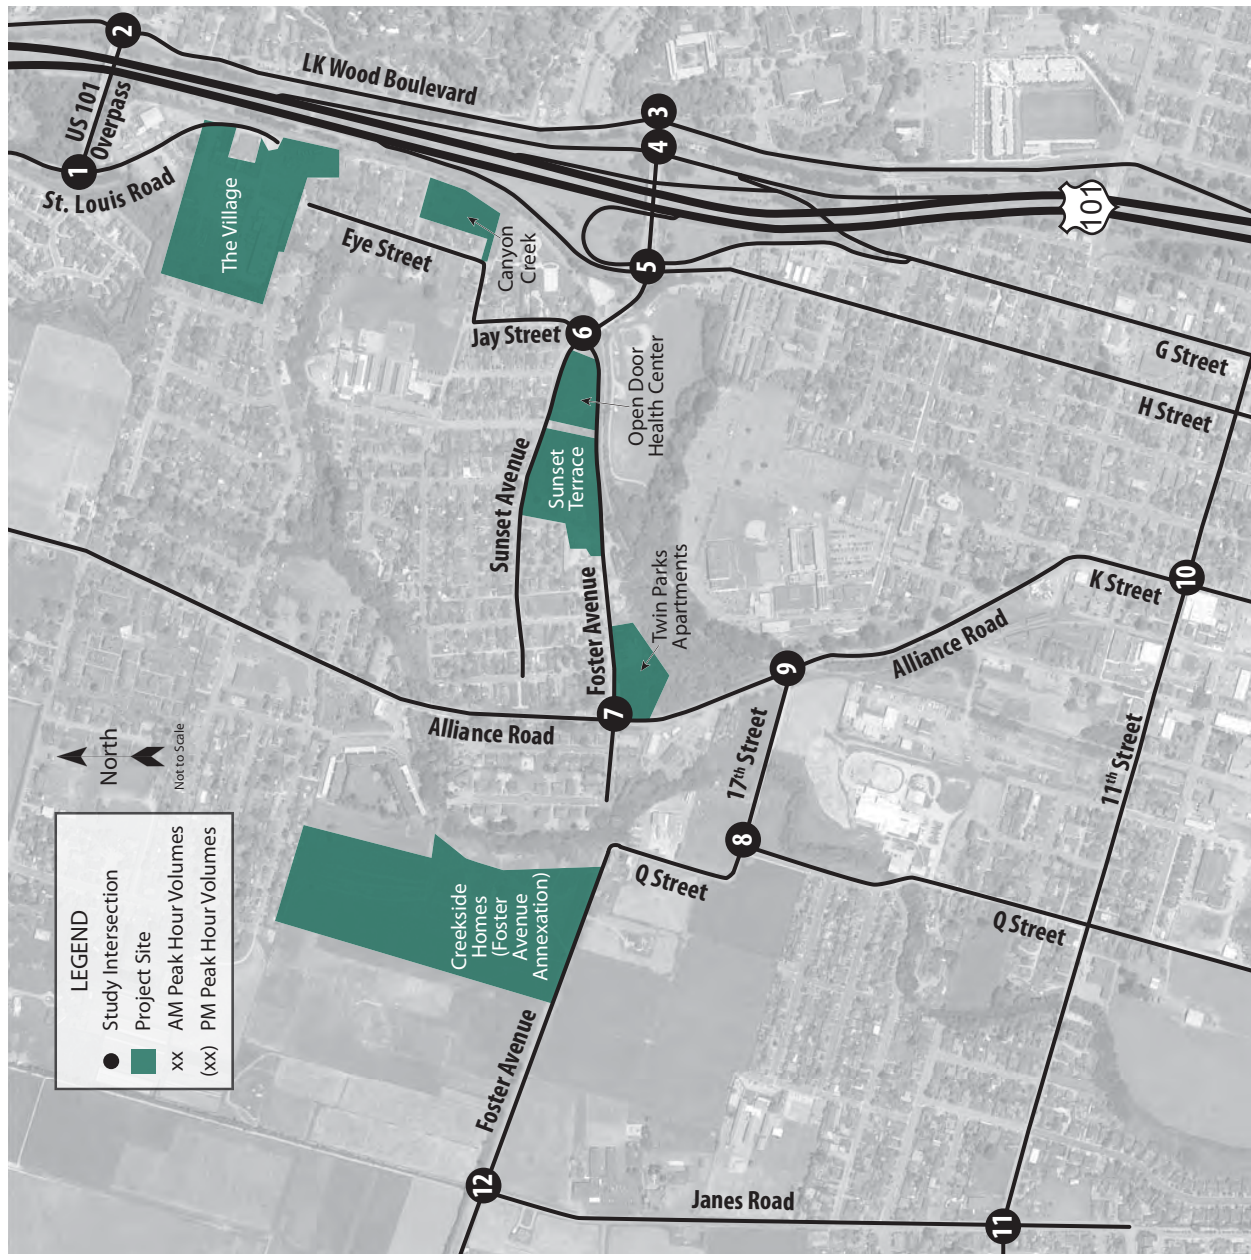 LEGEND
Study Intersection
Project Site
xx AM Peak Hour Volumes
(xx) PM Peak Hour Volumes
North
Not to Scale
1
2
3
4
5
6
7
8
9
10
11
12
US 101
Overpass
St. Louis Road
LK Wood Boulevard
The Village
Eye Street
Canyon
Creek
Jay Street
Open Door
Health Center
Sunset Avenue
Sunset
Terrace
Foster Avenue
Twin Parks
Apartments
Alliance Road
17th Street
Alliance Road
K Street
11th Street
G Street
H Street
101
Creekside
Homes
(Foster
Avenue
Annexation)
Q Street
Q Street
Foster Avenue
Janes Road